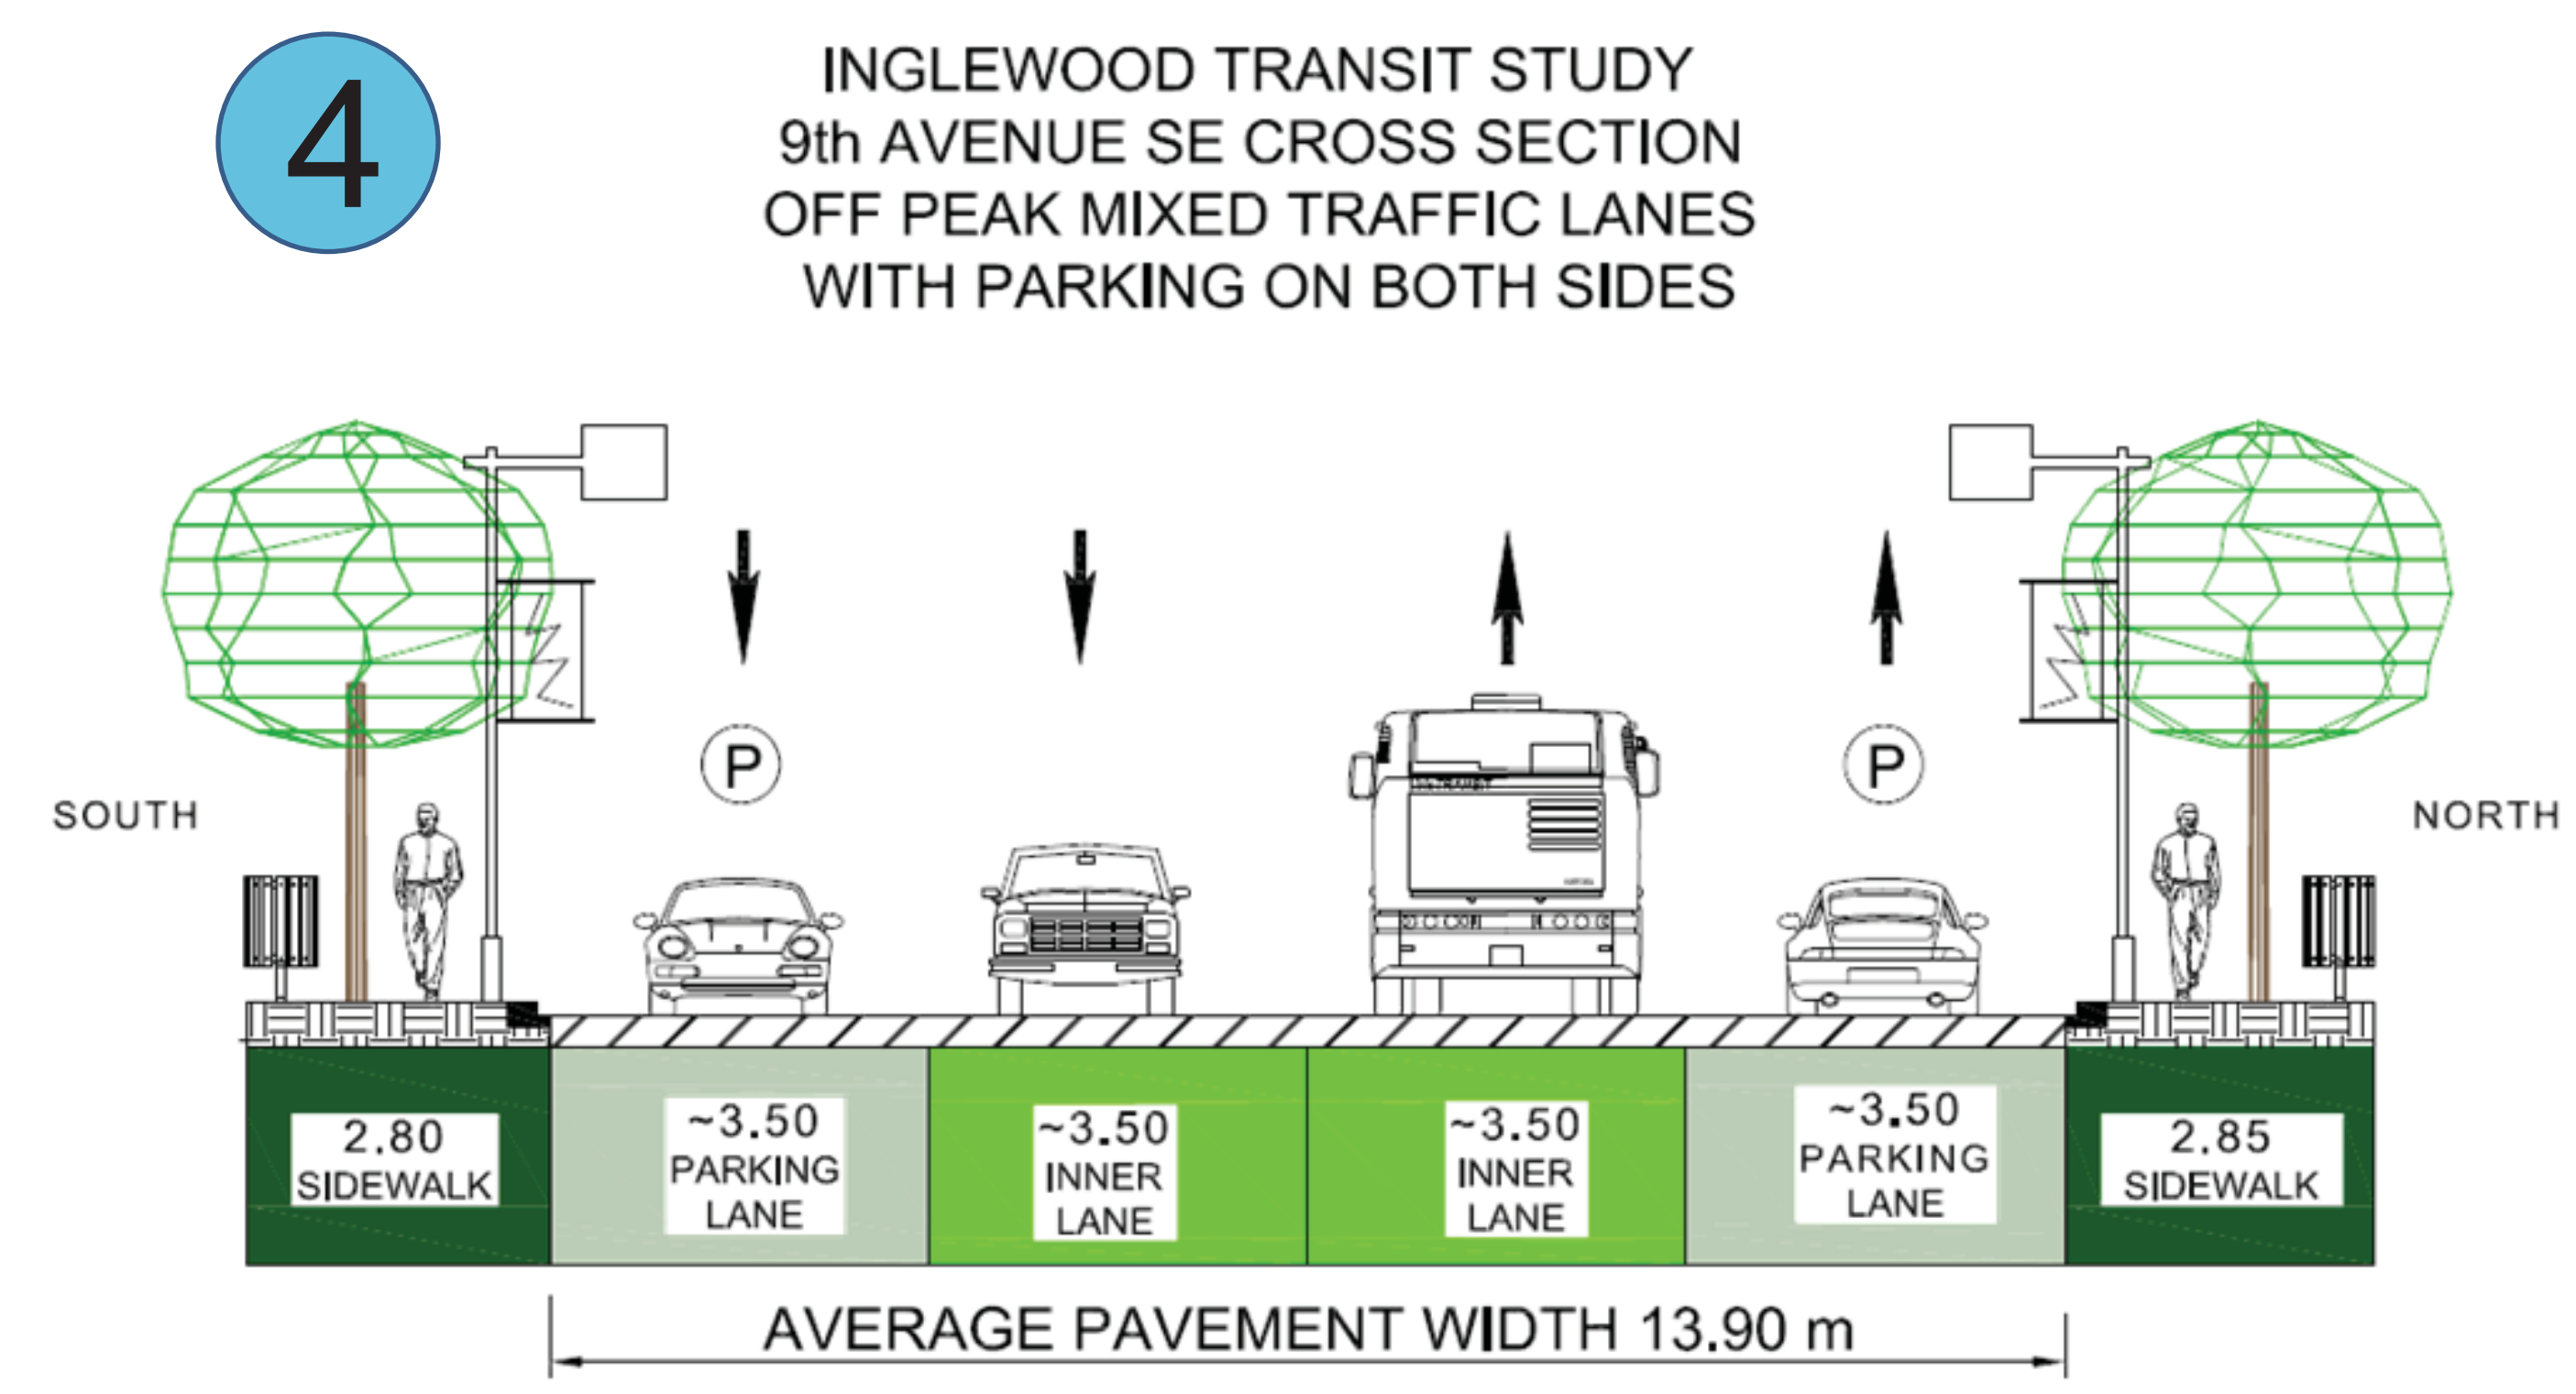 4
INGLEWOOD TRANSIT STUDY
9th AVENUE SE CROSS SECTION
OFF PEAK MIXED TRAFFIC LANES
WITH PARKING ON BOTH SIDES
P
P
SOUTH
NORTH
2.80
SIDEWALK
~3.50
PARKING
LANE
~3.50
INNER
LANE
~3.50
INNER
LANE
~3.50
PARKING
LANE
2.85
SIDEWALK
AVERAGE PAVEMENT WIDTH 13.90 m